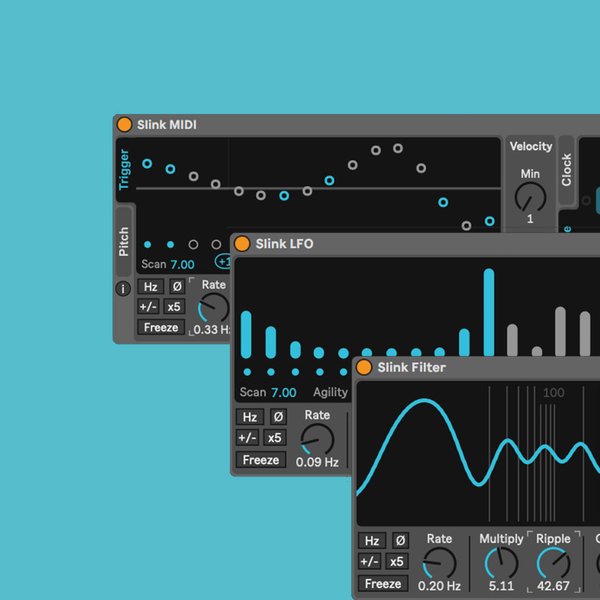 Slink MIDI
Trigger
Pitch
Scan 7.00
+1
i
Hz Ø Rate
+/- x5
Freeze 0.33 Hz
Velocity
Min
1
Clock
Slink LFO
Scan 7.00 Agility
Hz Ø Rate
+/- x5
Freeze 0.09 Hz
Slink Filter
100
Hz Ø Rate Multiply Ripple
+/- x5
Freeze 0.20 Hz 5.11 42.67